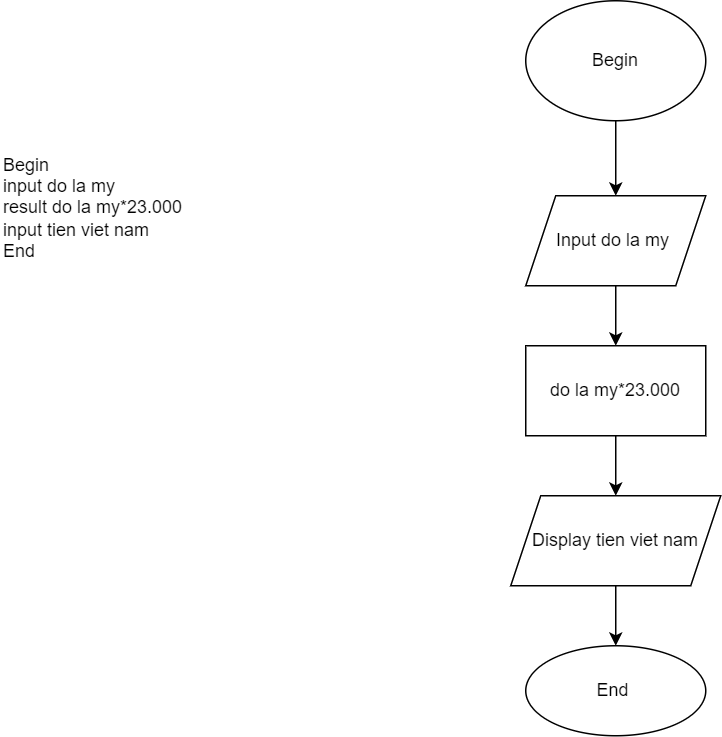 Begin
input do la my
result do la my*23.000
input tien viet nam
End
Begin
Input do la my
do la my*23.000
Display tien viet nam
End